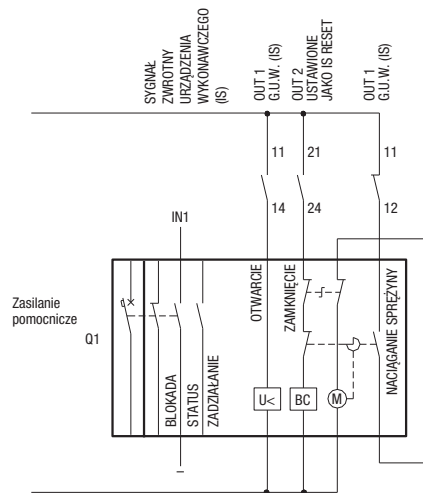 SYGNAŁ
ZWROTNY
URZĄDZENIA
WYKONAWCZEGO
(IS)
OUT 1
G.U.W. (IS)
OUT 2
USTAWIONE
JAKO IS RESET
OUT 1
G.U.W. (IS)
11
21
11
14
24
12
IN1
Zasilanie
pomocnicze
Q1
BLOKADA
STATUS
ZADZIAŁANIE
OTWARCIE
ZAMKNIĘCIE
NACIĄGANIE SPRĘŻYNY
U<
BC
M